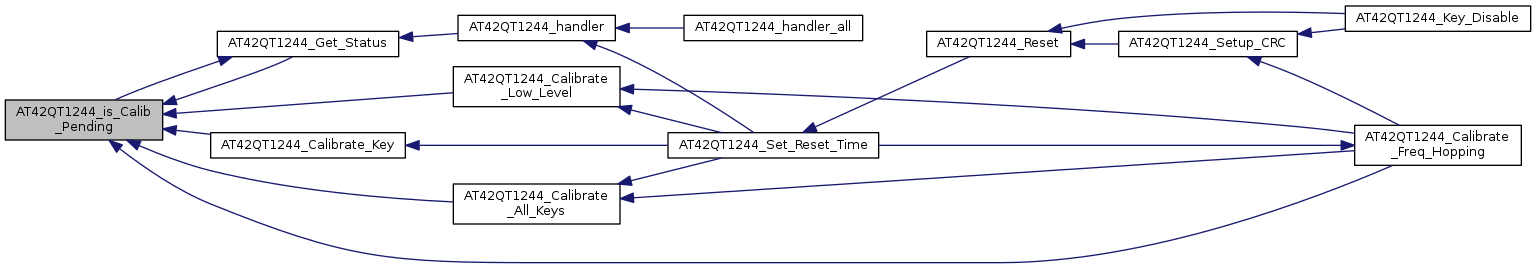 AT42QT1244_is_Calib
_Pending
AT42QT1244_Get_Status
AT42QT1244_handler
AT42QT1244_handler_all
AT42QT1244_Calibrate
_Low_Level
AT42QT1244_Calibrate_Key
AT42QT1244_Calibrate
_All_Keys
AT42QT1244_Set_Reset_Time
AT42QT1244_Reset
AT42QT1244_Setup_CRC
AT42QT1244_Key_Disable
AT42QT1244_Calibrate
_Freq_Hopping